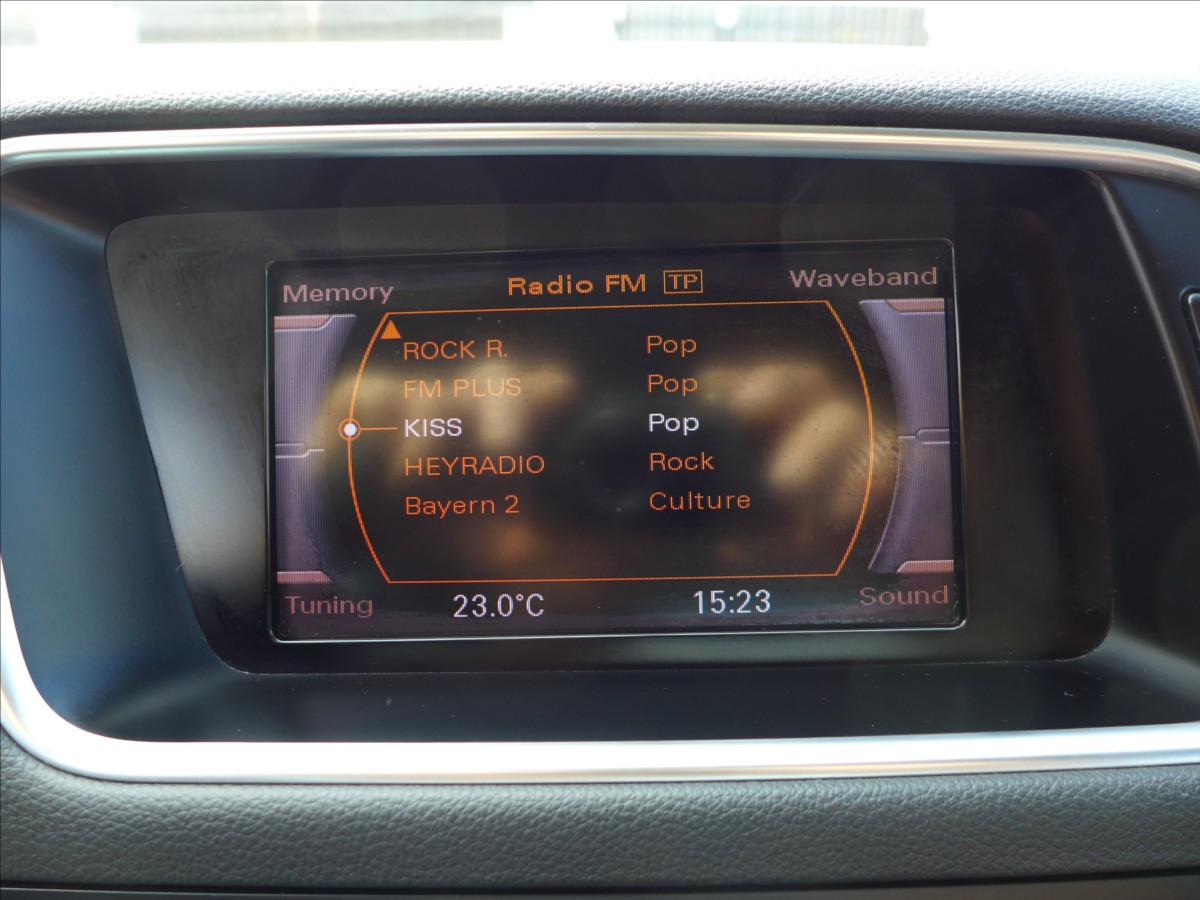 Memory Radio FM TP Waveband
ROCK R. Pop
FM PLUS Pop
KISS Pop
HEYRADIO Rock
Bayern 2 Culture
Tuning 23.0°C 15:23 Sound